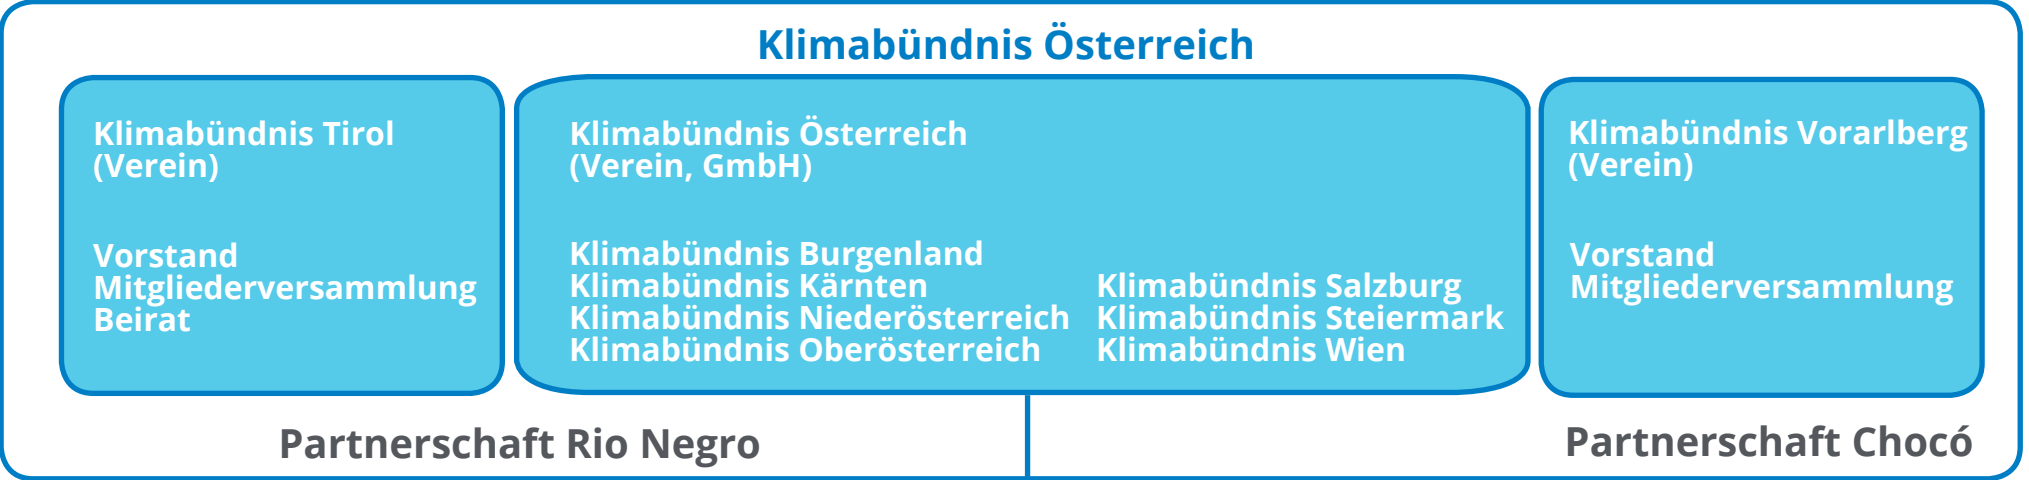 Klimabündnis Österreich
Klimabündnis Tirol
(Verein)
Vorstand
Mitgliederversammlung
Beirat
Klimabündnis Österreich
(Verein, GmbH)
Klimabündnis Burgenland
Klimabündnis Kärnten
Klimabündnis Niederösterreich
Klimabündnis Oberösterreich
Klimabündnis Salzburg
Klimabündnis Steiermark
Klimabündnis Wien
Klimabündnis Vorarlberg
(Verein)
Vorstand
Mitgliederversammlung
Partnerschaft Rio Negro
Partnerschaft Chocó